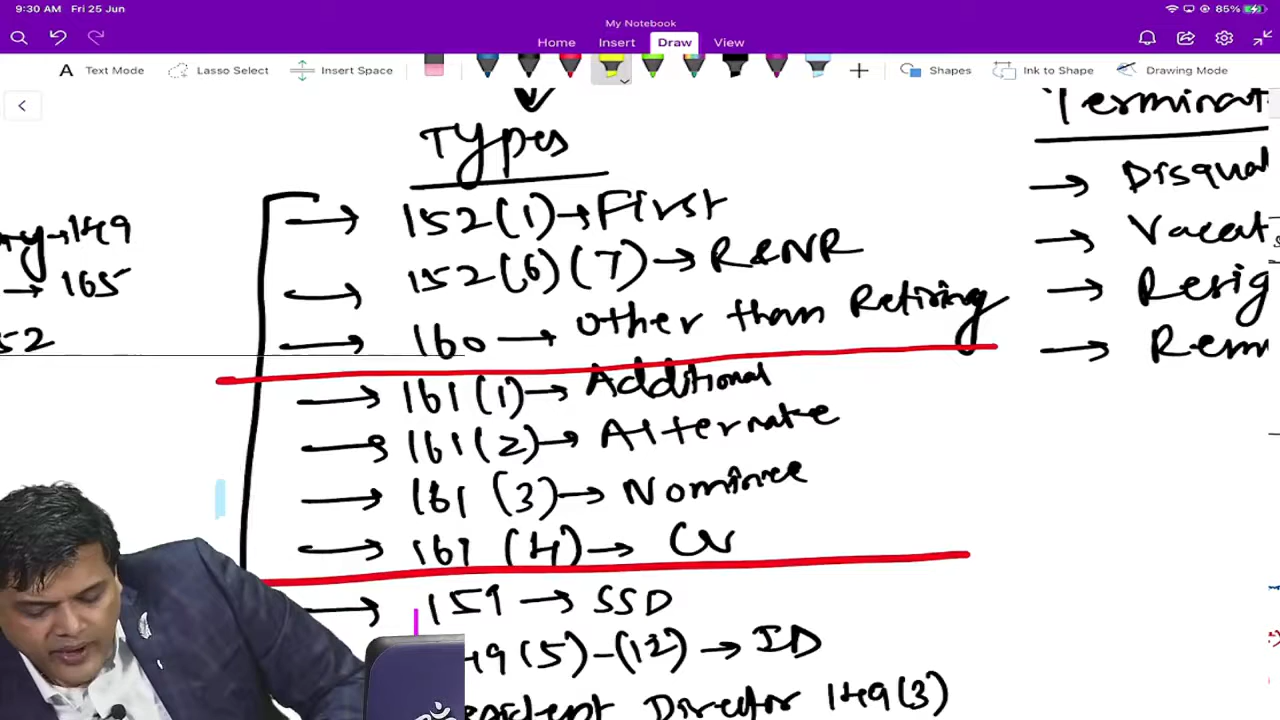 9:30 AM Fri 25 Jun
85%
My Notebook
Home Insert Draw View
A Text Mode Lasso Select Insert Space + Shapes Ink to Shape Drawing Mode
Types
152(1) → First
152(6)(7) → R&NR
160 → Other than Retiring
161(1) → Additional
161(2) → Alternate
161(3) → Nominee
161(4) → CV
159 → SSD
49(5)-(12) → ID
Director 149(3)
→ 149
→ 165
52
Terminat
→ Disqual
→ Vacat
→ Resig
→ Rem